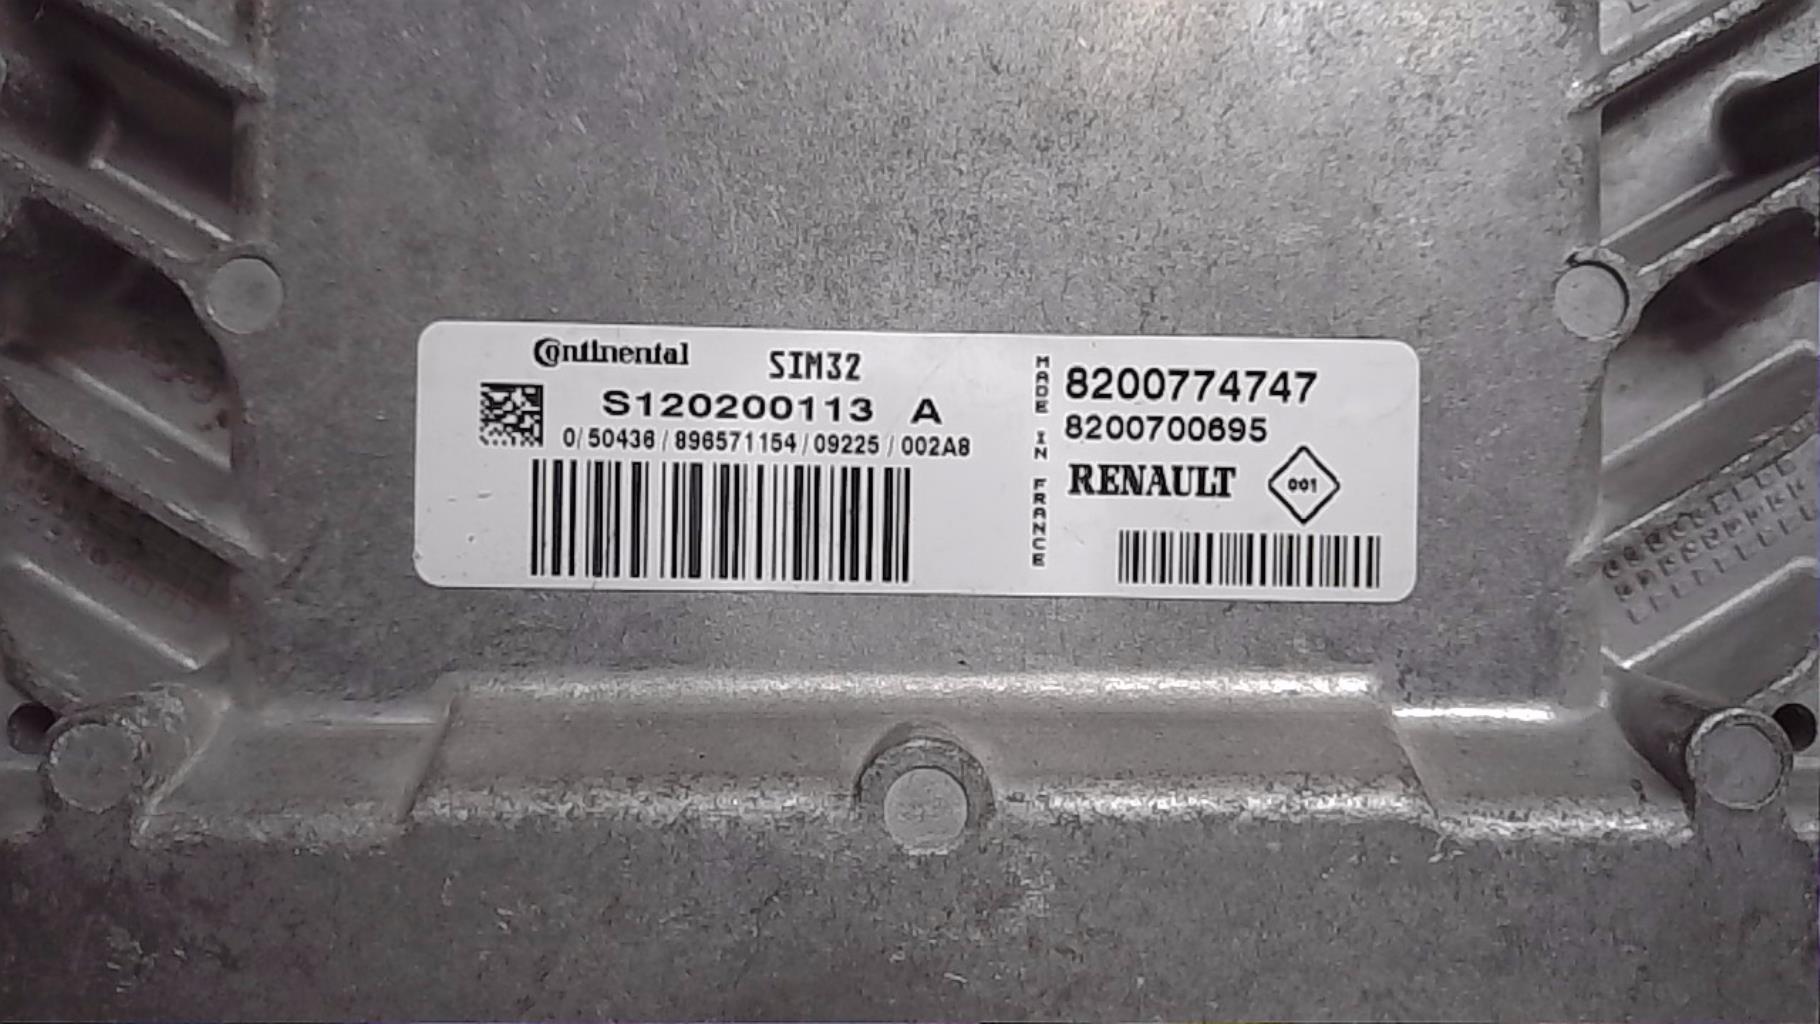 Continental SIM32
S120200113 A
0/50436/896571154/09225/002A8
MADE IN FRANCE
8200774747
8200700695
RENAULT 001